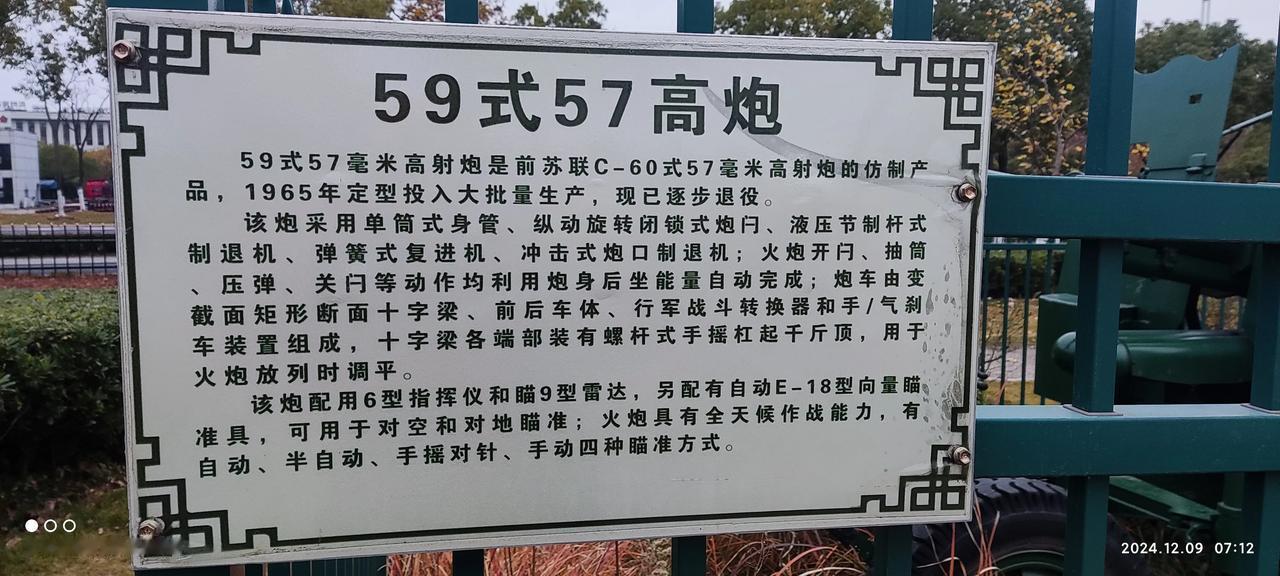 59式57高炮
59式57毫米高射炮是前苏联C-60式57毫米高射炮的仿制产
品，1965年定型投入大批量生产，现已逐步退役。
该炮采用单筒式身管、纵动旋转闭锁式炮闩、液压节制杆式
制退机、弹簧式复进机、冲击式炮口制退机；火炮开闩、抽筒
、压弹、关闩等动作均利用炮身后坐能量自动完成；炮车由变
截面矩形断面十字梁、前后车体、行军战斗转换器和手/气刹
车装置组成，十字梁各端部装有螺杆式手摇杠起千斤顶，用于
火炮放列时调平。
该炮配用6型指挥仪和瞄9型雷达，另配有自动E-18型向量瞄
准具，可用于对空和对地瞄准；火炮具有全天候作战能力，有
自动、半自动、手摇对针、手动四种瞄准方式。
2024.12.09 07:12